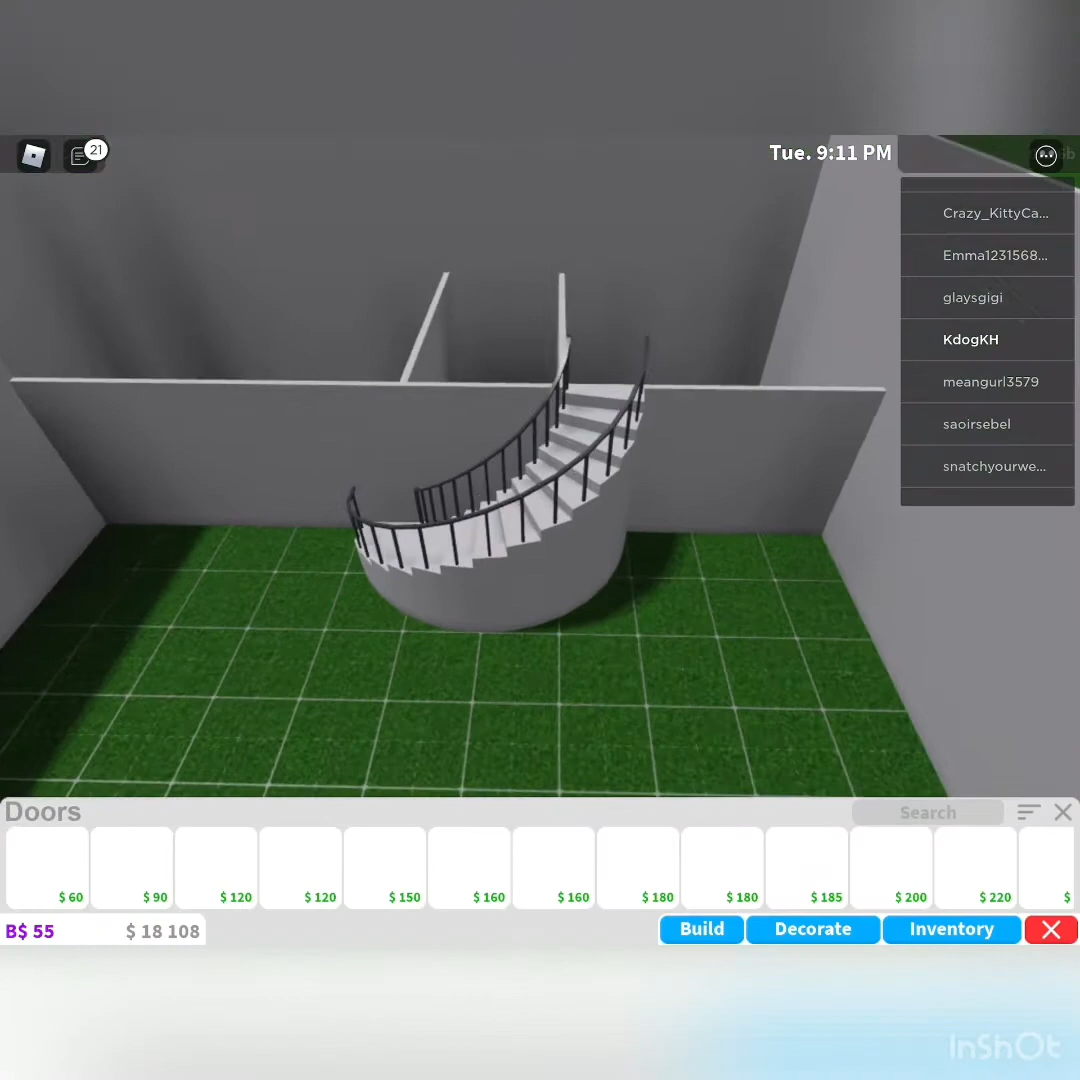 21
Tue. 9:11 PM
Crazy_KittyCa...
Emma1231568...
glaysgigi
KdogKH
meangurl3579
saoirsebel
snatchyourwe...
Doors
Search
$ 60
$ 90
$ 120
$ 120
$ 150
$ 160
$ 160
$ 180
$ 180
$ 185
$ 200
$ 220
$
B$ 55
$ 18 108
Build
Decorate
Inventory
InShOt